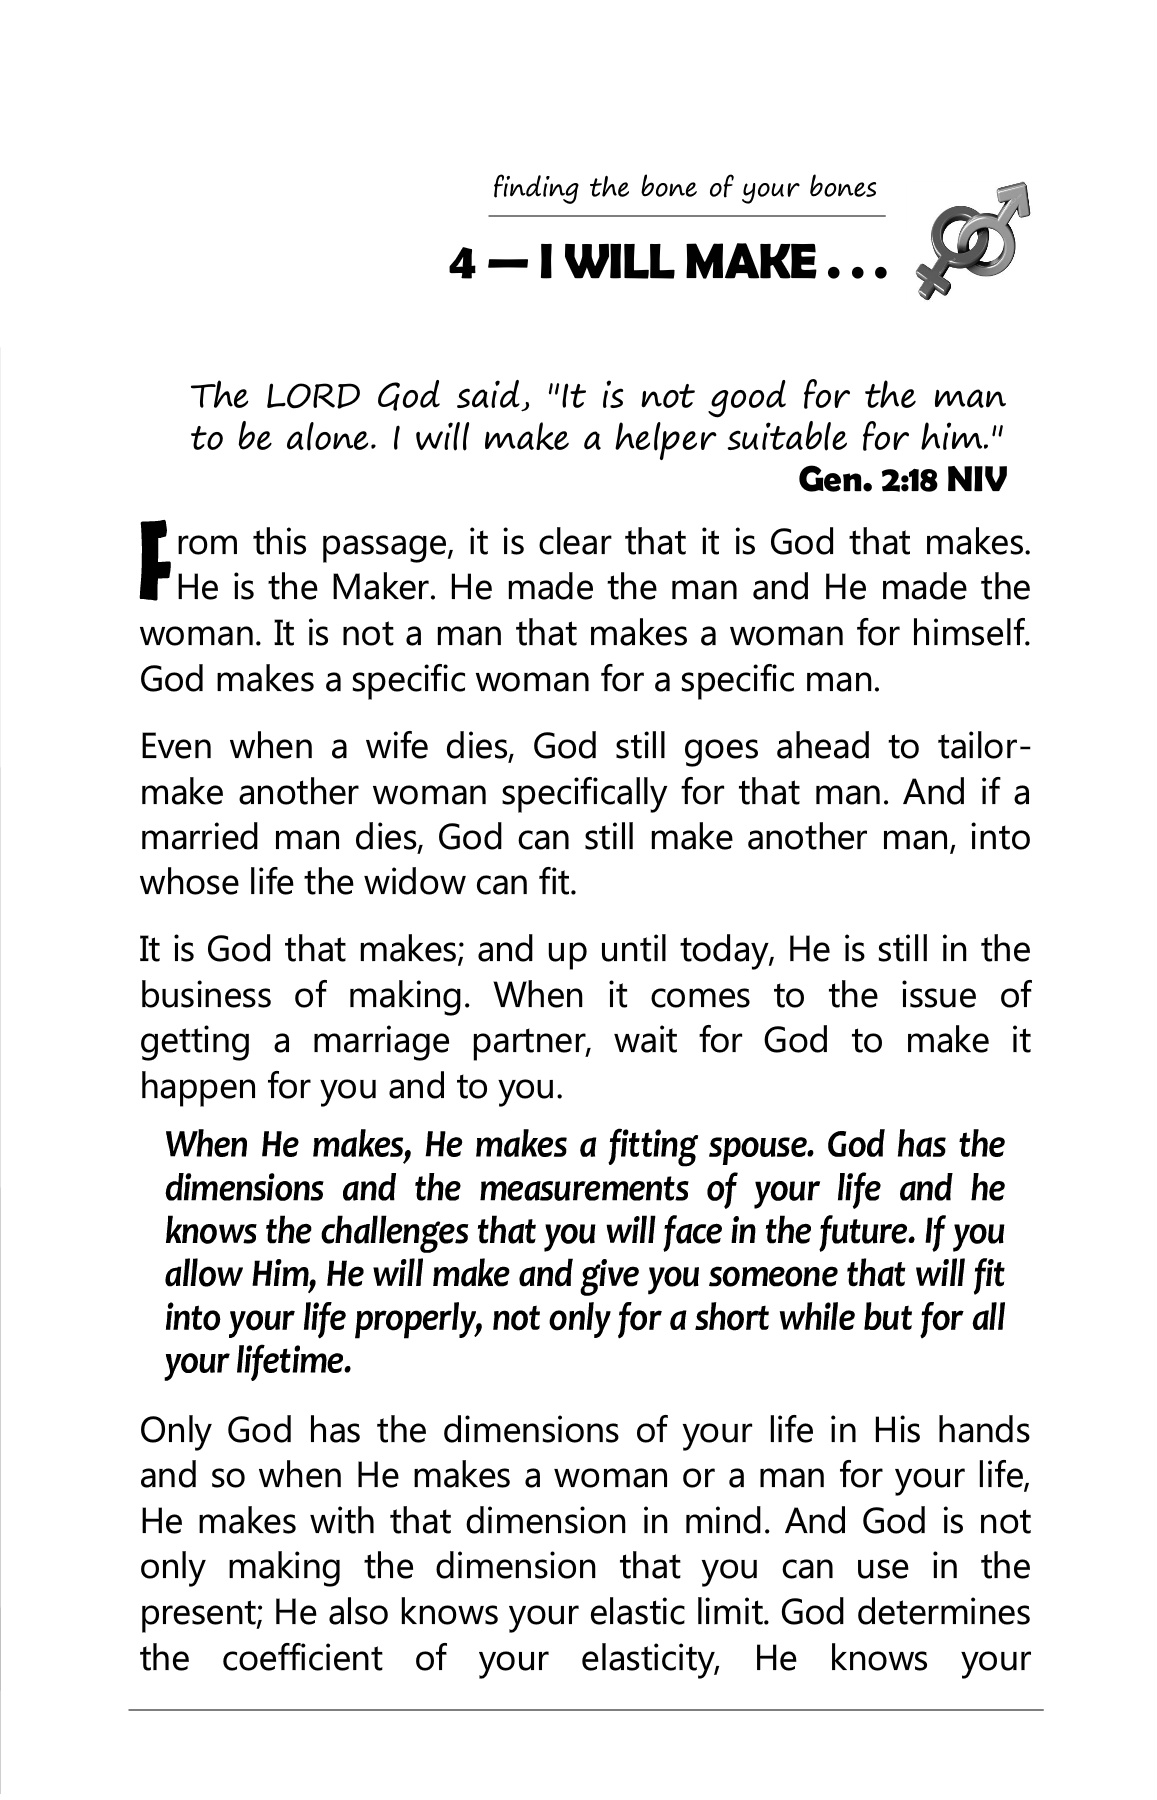 finding the bone of your bones
4 — I WILL MAKE . . .
The LORD God said, "It is not good for the man
to be alone. I will make a helper suitable for him."
Gen. 2:18 NIV
From this passage, it is clear that it is God that makes.
He is the Maker. He made the man and He made the
woman. It is not a man that makes a woman for himself.
God makes a specific woman for a specific man.
Even when a wife dies, God still goes ahead to tailor-
make another woman specifically for that man. And if a
married man dies, God can still make another man, into
whose life the widow can fit.
It is God that makes; and up until today, He is still in the
business of making. When it comes to the issue of
getting a marriage partner, wait for God to make it
happen for you and to you.
When He makes, He makes a fitting spouse. God has the
dimensions and the measurements of your life and he
knows the challenges that you will face in the future. If you
allow Him, He will make and give you someone that will fit
into your life properly, not only for a short while but for all
your lifetime.
Only God has the dimensions of your life in His hands
and so when He makes a woman or a man for your life,
He makes with that dimension in mind. And God is not
only making the dimension that you can use in the
present; He also knows your elastic limit. God determines
the coefficient of your elasticity, He knows your